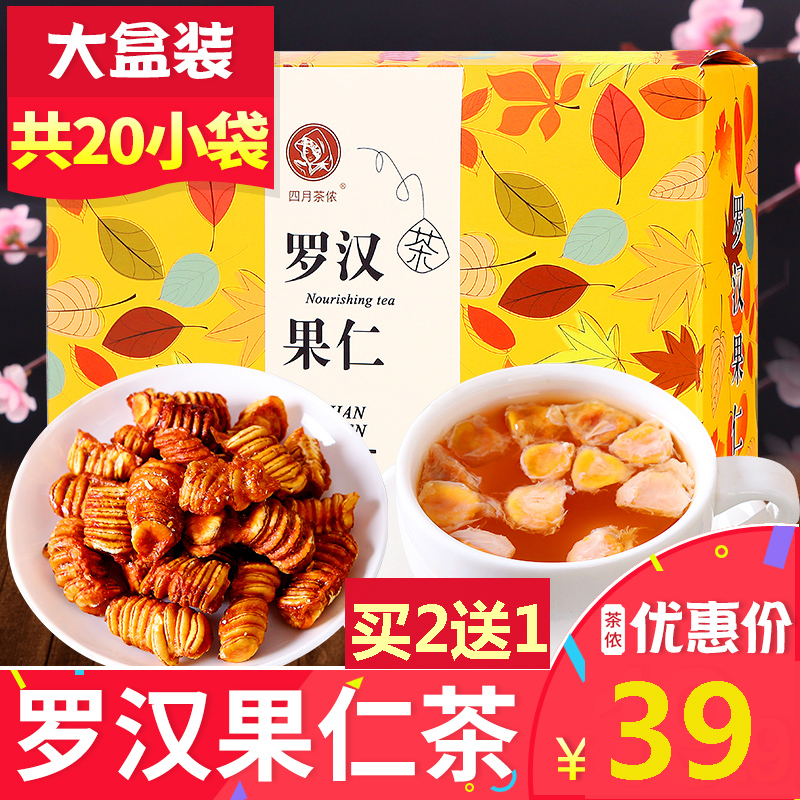 大盒装
共20小袋
四月茶侬®
罗汉
茶
Nourishing tea
果仁
罗汉果仁
买2送1
茶侬
优惠价
¥39
罗汉果仁茶